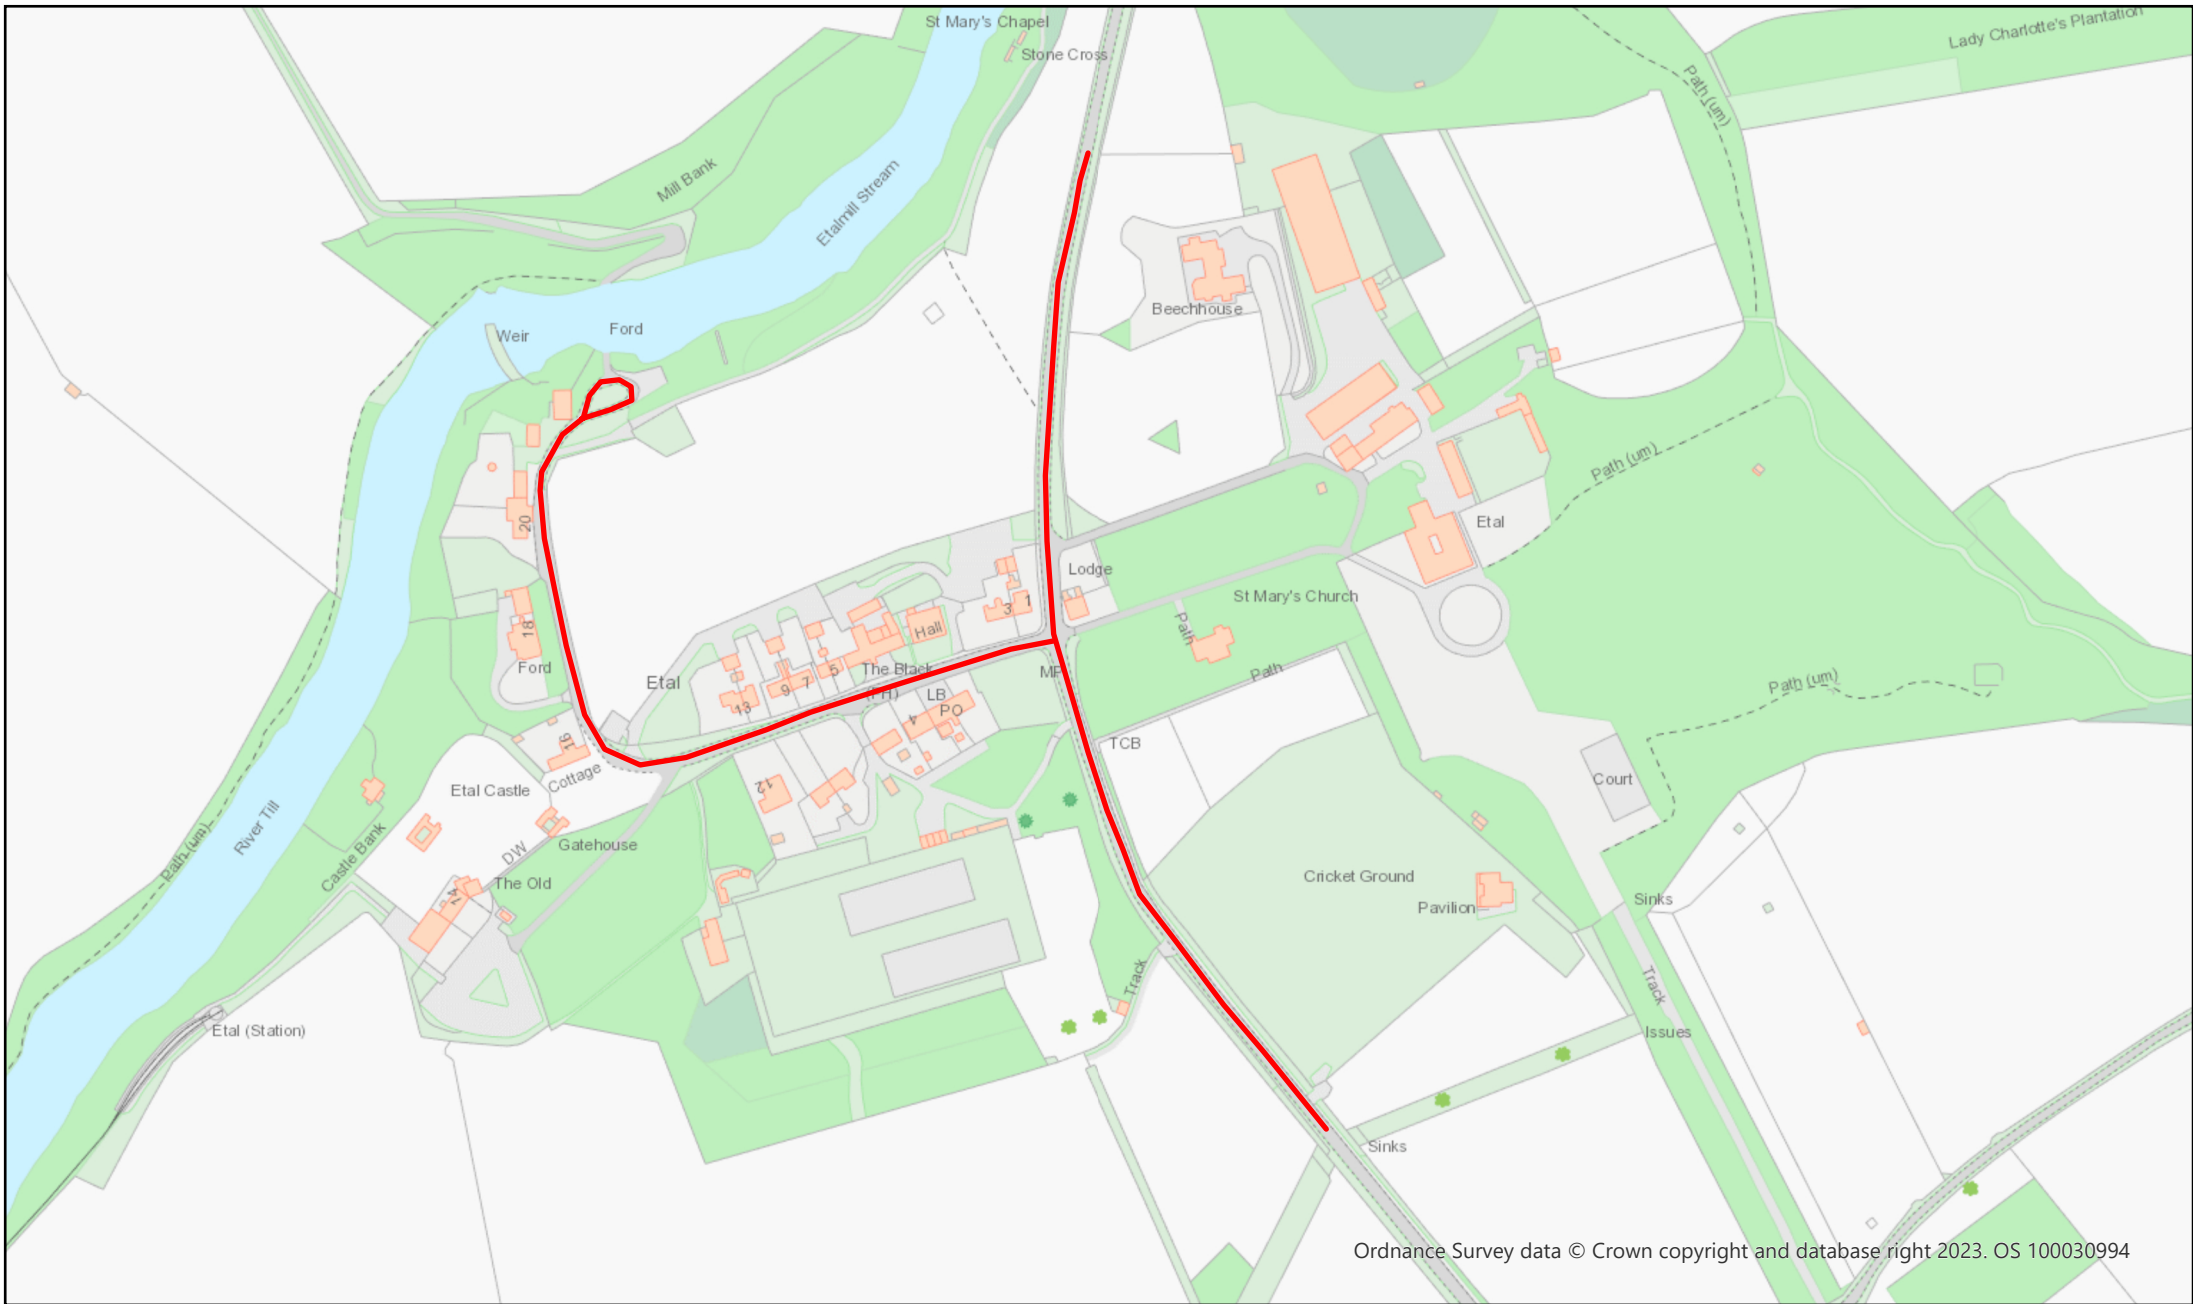 St Mary's Chapel
Stone Cross
Lady Charlotte's Plantation
Path (um)
Mill Bank
Etalmill Stream
Beechhouse
Weir
Ford
Path (um)
20
Etal
Lodge
St Mary's Church
3
1
18
Hall
Path
Ford
Etal
The Black
5
7
9
13
(PH)
LB
PO
4
MP
Path
Path (um)
16
TCB
Cottage
12
Etal Castle
Court
River Till
Path (um)
Castle Bank
DW
Gatehouse
The Old
14
Cricket Ground
Pavilion
Sinks
Track
Track
Etal (Station)
Issues
Sinks
Ordnance Survey data © Crown copyright and database right 2023. OS 100030994